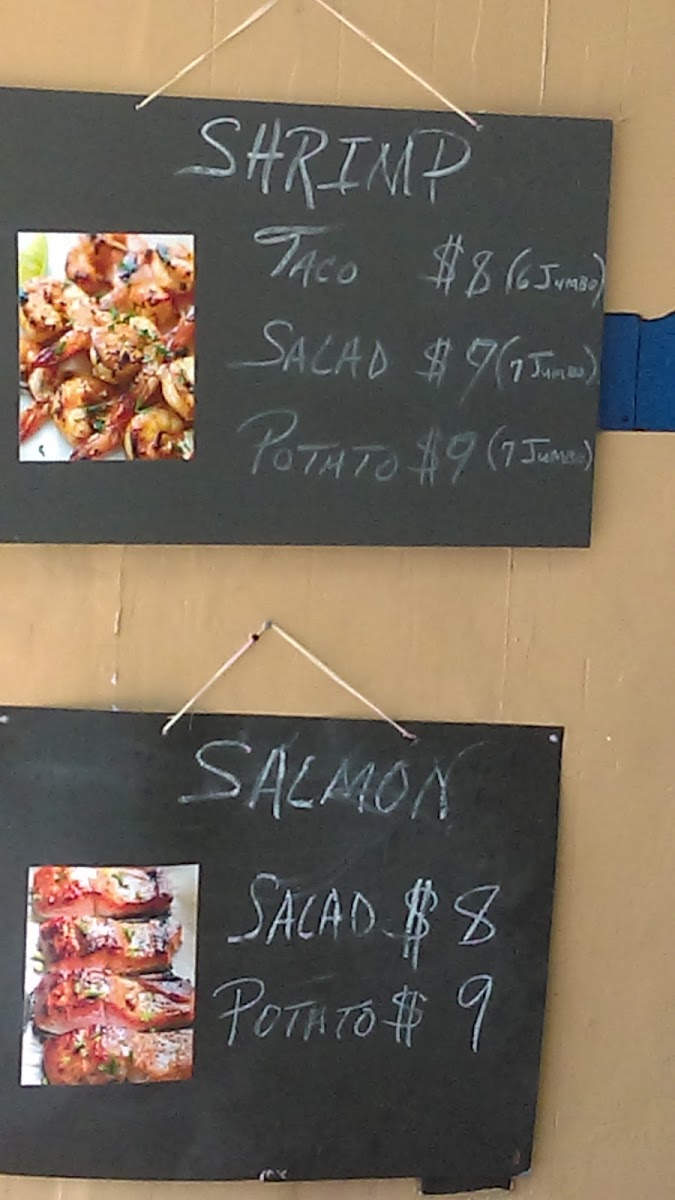 SHRIMP
TACO $8 (6 JUMBO)
SALAD $9 (7 JUMBO)
POTATO $9 (7 JUMBO)
SALMON
SALAD $8
POTATO $9